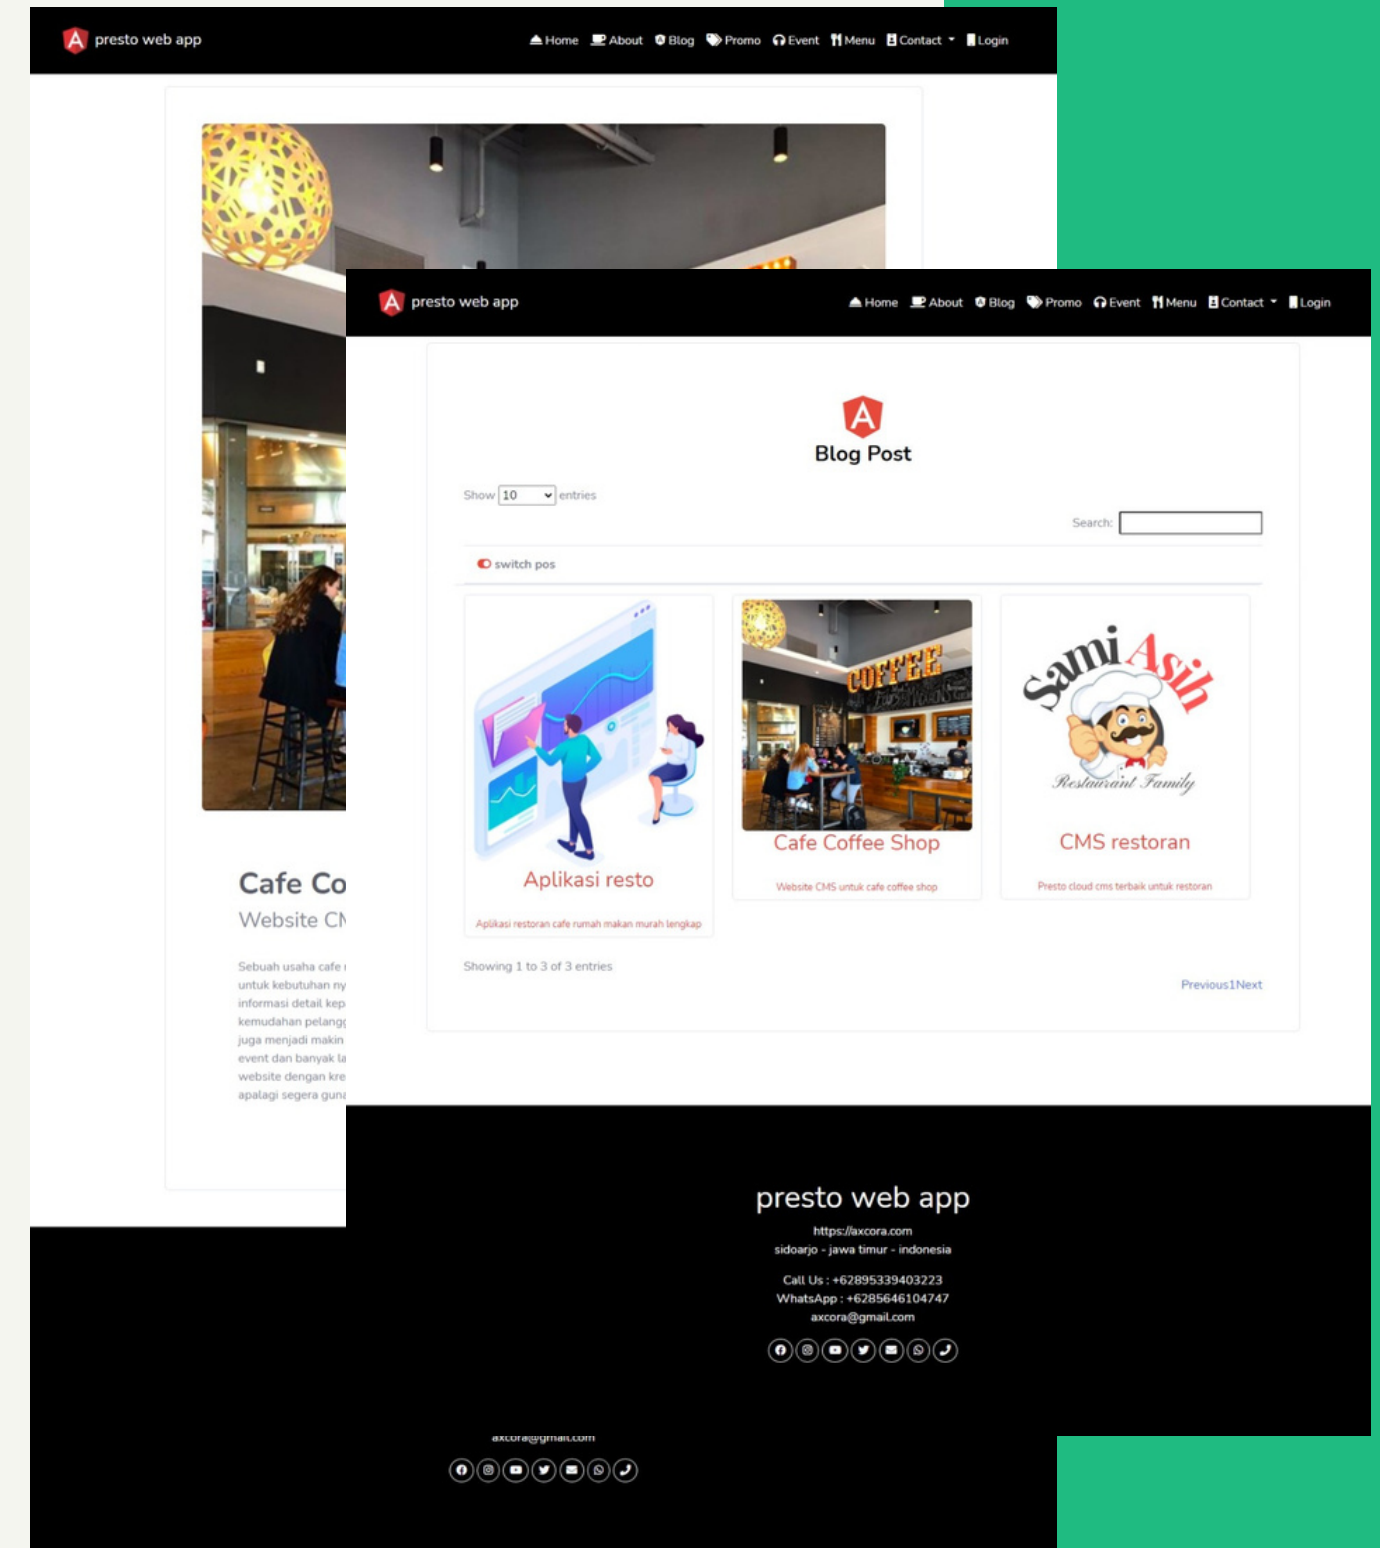 presto web app
Home About Blog Promo Event Menu Contact Login
presto web app
Home About Blog Promo Event Menu Contact Login
Blog Post
Show 10 entries
Search:
switch pos
COFFEE
Sami Asih
Restaurant Family
Aplikasi resto
Cafe Coffee Shop
CMS restoran
Aplikasi restoran cafe rumah makan murah lengkap
Website CMS untuk cafe coffee shop
Presto cloud cms terbaik untuk restoran
Showing 1 to 3 of 3 entries
Previous1Next
Cafe Co
Website CM
Sebuah usaha cafe
untuk kebutuhan ny
informasi detail kep
kemudahan pelangg
juga menjadi makin
event dan banyak la
website dengan kre
apalagi segera guna
presto web app
https://axcora.com
sidoarjo - jawa timur - indonesia
Call Us : +62895339403223
WhatsApp : +6285646104747
axcora@gmail.com
axcora@gmail.com